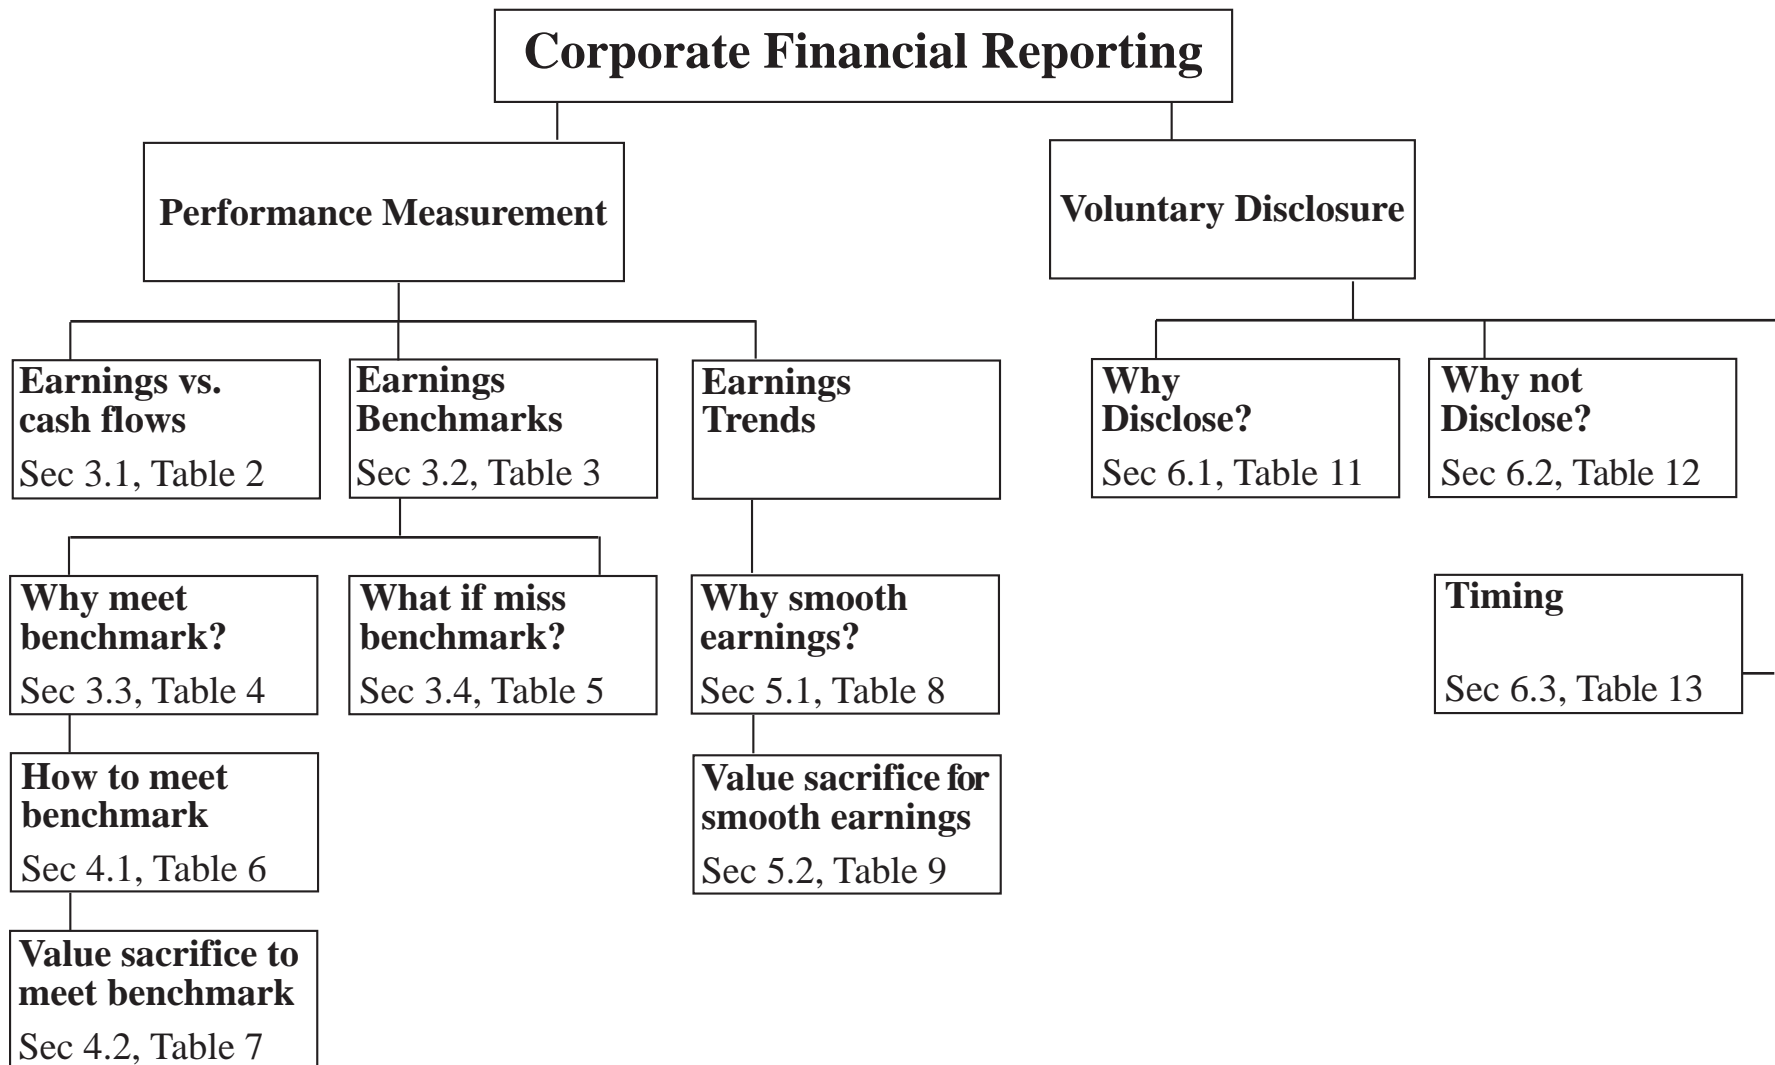 Corporate Financial Reporting
Performance Measurement
Voluntary Disclosure
Earnings vs.
cash flows
Sec 3.1, Table 2
Earnings
Benchmarks
Sec 3.2, Table 3
Earnings
Trends
Why
Disclose?
Sec 6.1, Table 11
Why not
Disclose?
Sec 6.2, Table 12
Why meet
benchmark?
Sec 3.3, Table 4
What if miss
benchmark?
Sec 3.4, Table 5
Why smooth
earnings?
Sec 5.1, Table 8
Timing
Sec 6.3, Table 13
How to meet
benchmark
Sec 4.1, Table 6
Value sacrifice for
smooth earnings
Sec 5.2, Table 9
Value sacrifice to
meet benchmark
Sec 4.2, Table 7